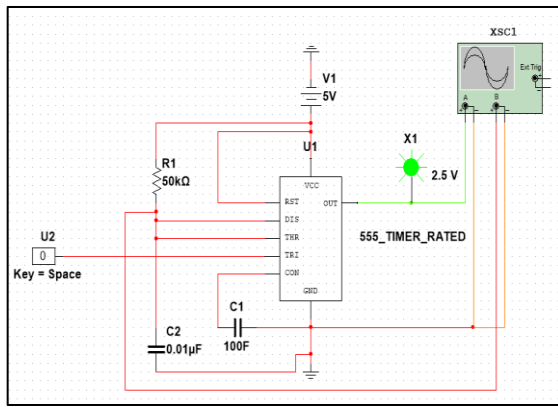 XSC1
Ext Trig
A
B
V1
5V
U1
X1
2.5 V
R1
50kΩ
VCC
RST
OUT
DIS
555_TIMER_RATED
THR
U2
0
TRI
Key = Space
CON
GND
C1
100F
C2
0.01µF